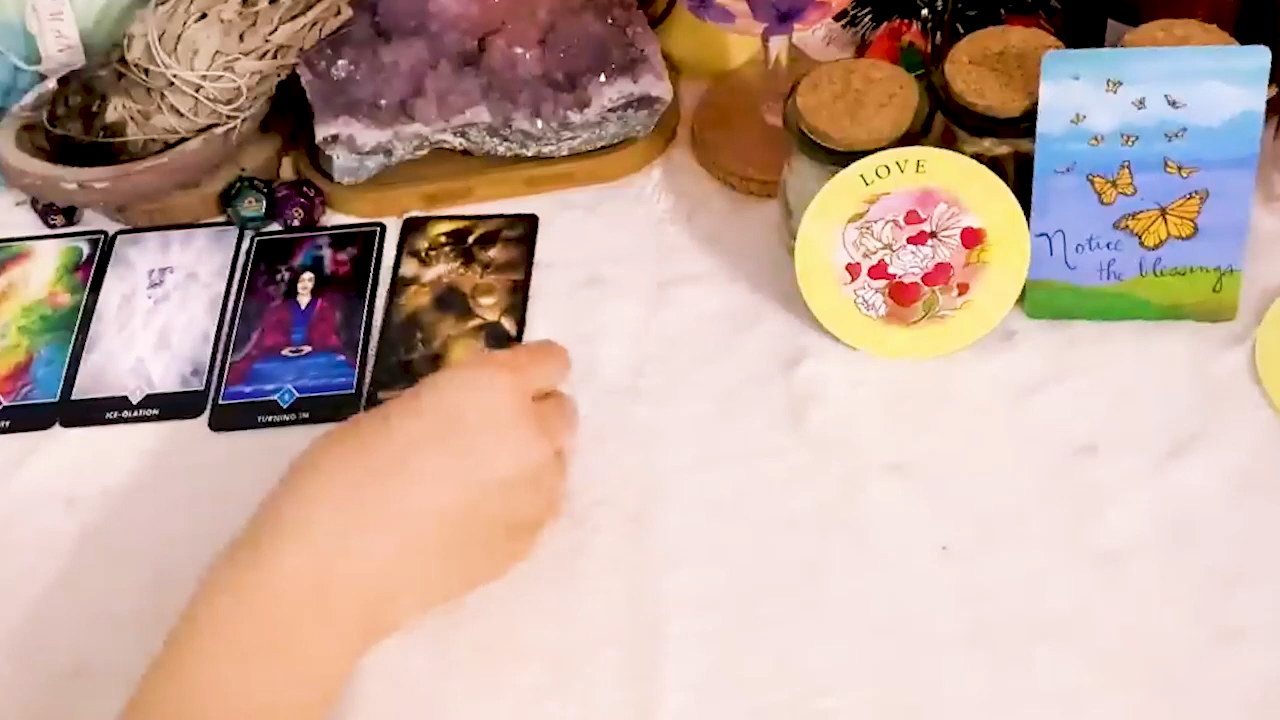 LOVE
Notice
the blessings
ICE-OLATION
TURNING IN